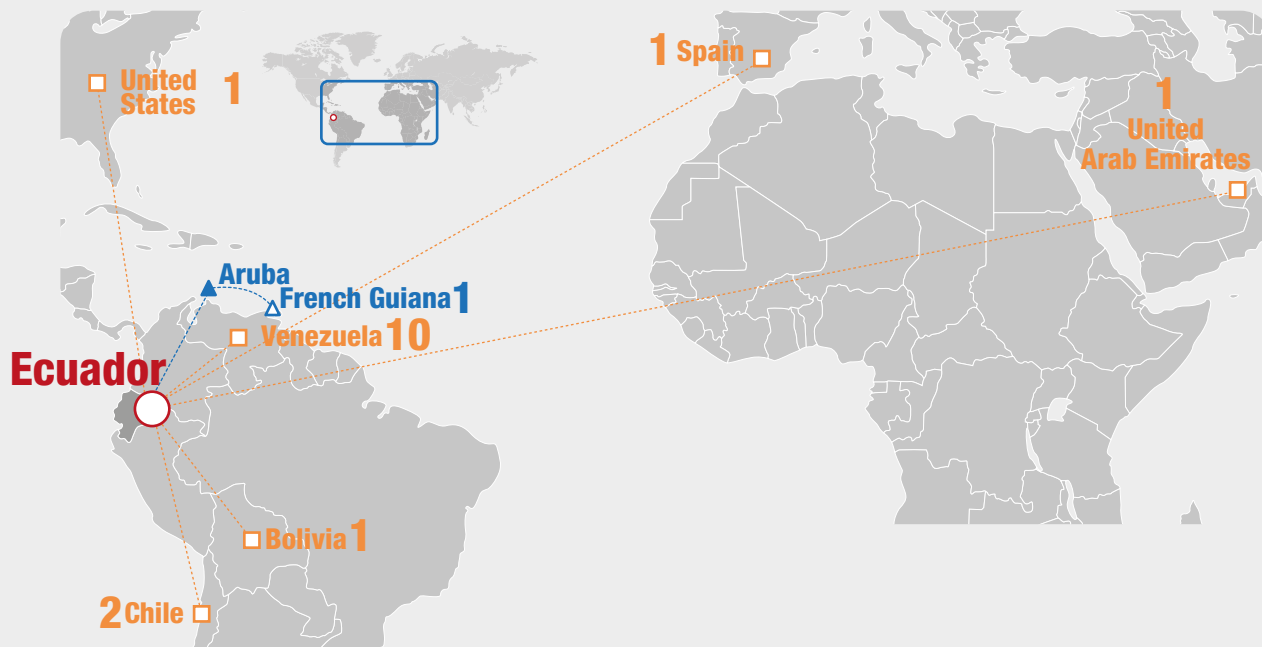 1 Spain
United
States
1
1
United
Arab Emirates
Aruba
French Guiana 1
Venezuela 10
Ecuador
Bolivia 1
2 Chile